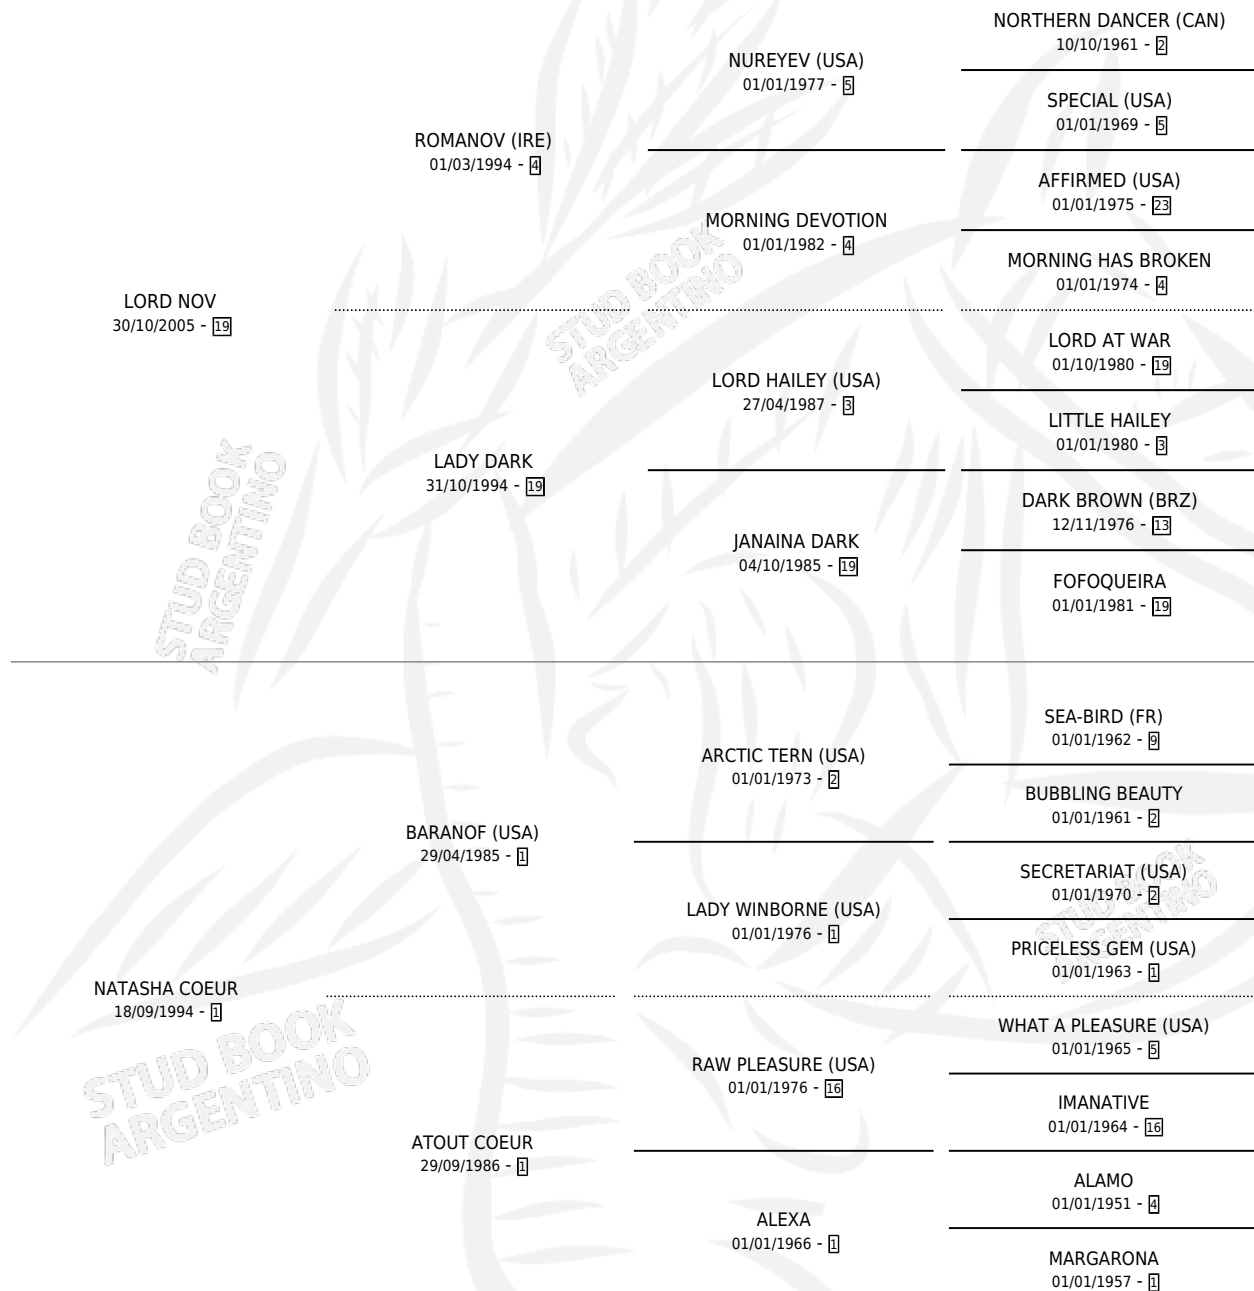 NORTHERN DANCER (CAN)
10/10/1961 - 2
NUREYEV (USA)
01/01/1977 - 5
SPECIAL (USA)
01/01/1969 - 5
ROMANOV (IRE)
01/03/1994 - 4
AFFIRMED (USA)
01/01/1975 - 23
MORNING DEVOTION
01/01/1982 - 4
MORNING HAS BROKEN
01/01/1974 - 4
LORD NOV
30/10/2005 - 19
LORD AT WAR
01/10/1980 - 19
LORD HAILEY (USA)
27/04/1987 - 3
LITTLE HAILEY
01/01/1980 - 3
LADY DARK
31/10/1994 - 19
DARK BROWN (BRZ)
12/11/1976 - 13
JANAINA DARK
04/10/1985 - 19
FOFOQUEIRA
01/01/1981 - 19
SEA-BIRD (FR)
01/01/1962 - 9
ARCTIC TERN (USA)
01/01/1973 - 2
BUBBLING BEAUTY
01/01/1961 - 2
BARANOF (USA)
29/04/1985 - 1
SECRETARIAT (USA)
01/01/1970 - 2
LADY WINBORNE (USA)
01/01/1976 - 1
PRICELESS GEM (USA)
01/01/1963 - 1
NATASHA COEUR
18/09/1994 - 1
WHAT A PLEASURE (USA)
01/01/1965 - 5
RAW PLEASURE (USA)
01/01/1976 - 16
IMANATIVE
01/01/1964 - 16
ATOUT COEUR
29/09/1986 - 1
ALAMO
01/01/1951 - 4
ALEXA
01/01/1966 - 1
MARGARONA
01/01/1957 - 1
STUD BOOK
ARGENTINO
STUD BOOK
ARGENTINO
STUD BOOK
ARGENTINO
STUD BOOK
ARGENTINO